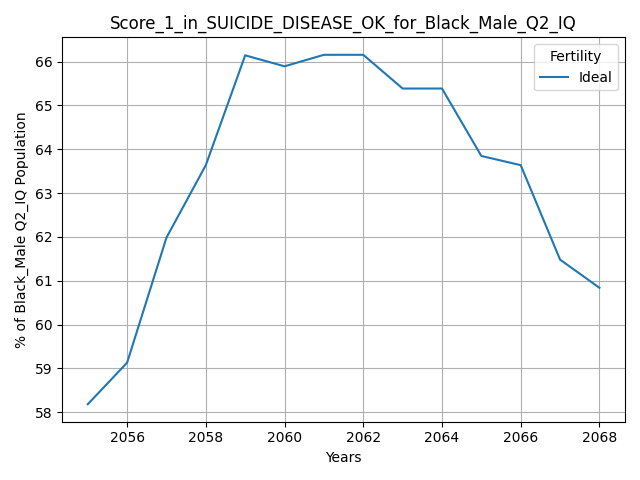 Score_1_in_SUICIDE_DISEASE_OK_for_Black_Male_Q2_IQ
Fertility
Ideal
% of Black_Male Q2_IQ Population
66
65
64
63
62
61
60
59
58
2056 2058 2060 2062 2064 2066 2068
Years